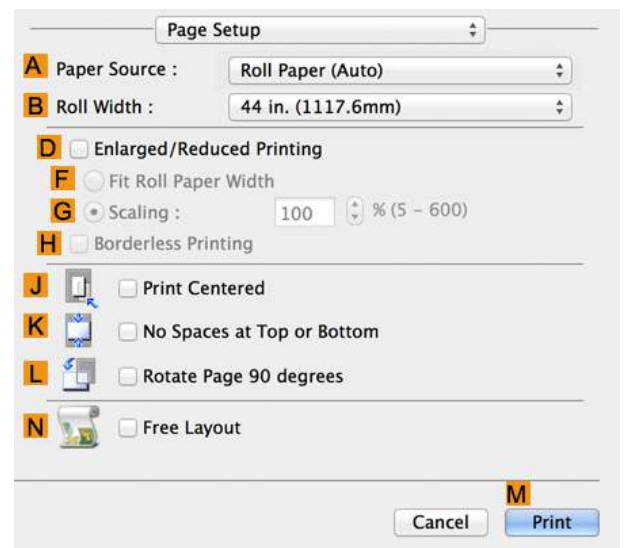 Page Setup
A Paper Source : Roll Paper (Auto)
B Roll Width : 44 in. (1117.6mm)
D Enlarged/Reduced Printing
F Fit Roll Paper Width
G Scaling : 100 % (5 – 600)
H Borderless Printing
J Print Centered
K No Spaces at Top or Bottom
L Rotate Page 90 degrees
N Free Layout
M
Cancel Print